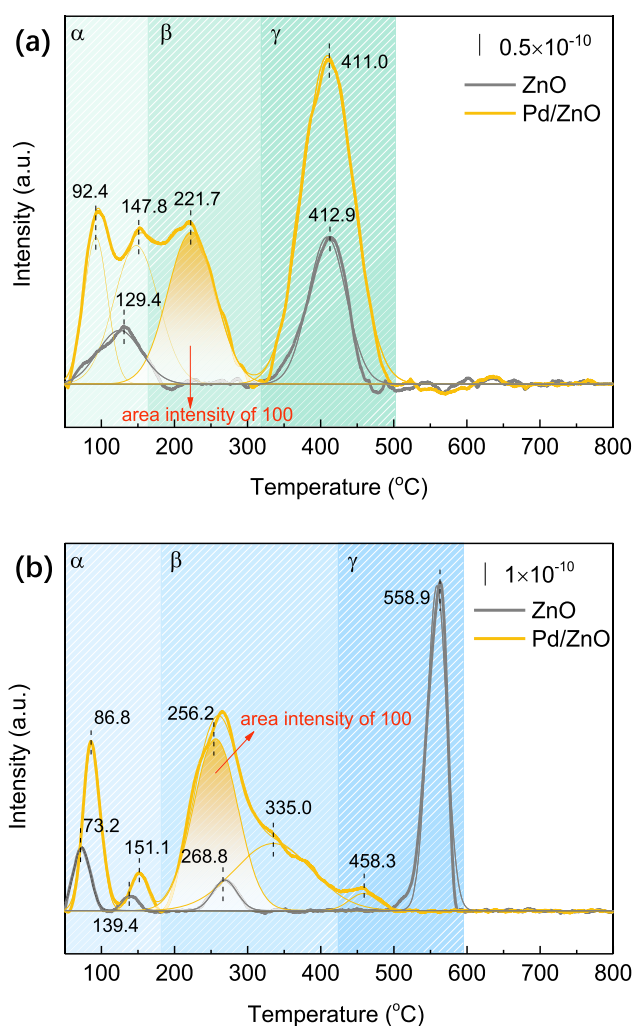 (a)
α β γ
0.5×10⁻¹⁰
ZnO
Pd/ZnO
411.0
92.4 147.8 221.7
412.9
129.4
area intensity of 100
Intensity (a.u.)
100 200 300 400 500 600 700 800
Temperature (°C)
(b)
α β γ
1×10⁻¹⁰
ZnO
Pd/ZnO
558.9
86.8 256.2 area intensity of 100
73.2 151.1 268.8 335.0 458.3
139.4
Intensity (a.u.)
100 200 300 400 500 600 700 800
Temperature (°C)